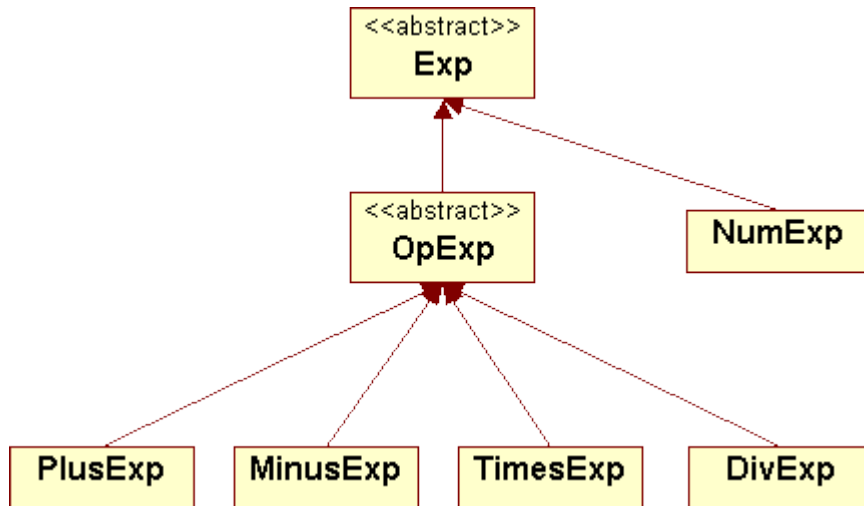 <<abstract>>
Exp
<<abstract>>
OpExp
NumExp
PlusExp
MinusExp
TimesExp
DivExp